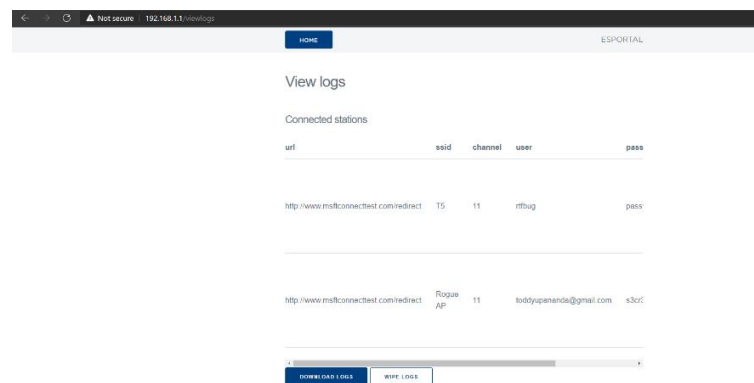 Not secure | 192.168.1.1/viewlogs
HOME
ESPORTAL
View logs
Connected stations
url ssid channel user pass
http://www.msftconnecttest.com/redirect T5 11 rtfbug pass
http://www.msftconnecttest.com/redirect Rogue AP 11 toddyupenanda@gmail.com s3cr
DOWNLOAD LOGS WIPE LOGS